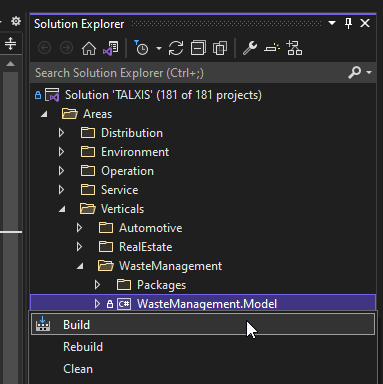 Solution Explorer
Search Solution Explorer (Ctrl+;)
Solution 'TALXIS' (181 of 181 projects)
Areas
Distribution
Environment
Operation
Service
Verticals
Automotive
RealEstate
WasteManagement
Packages
C# WasteManagement.Model
Build
Rebuild
Clean